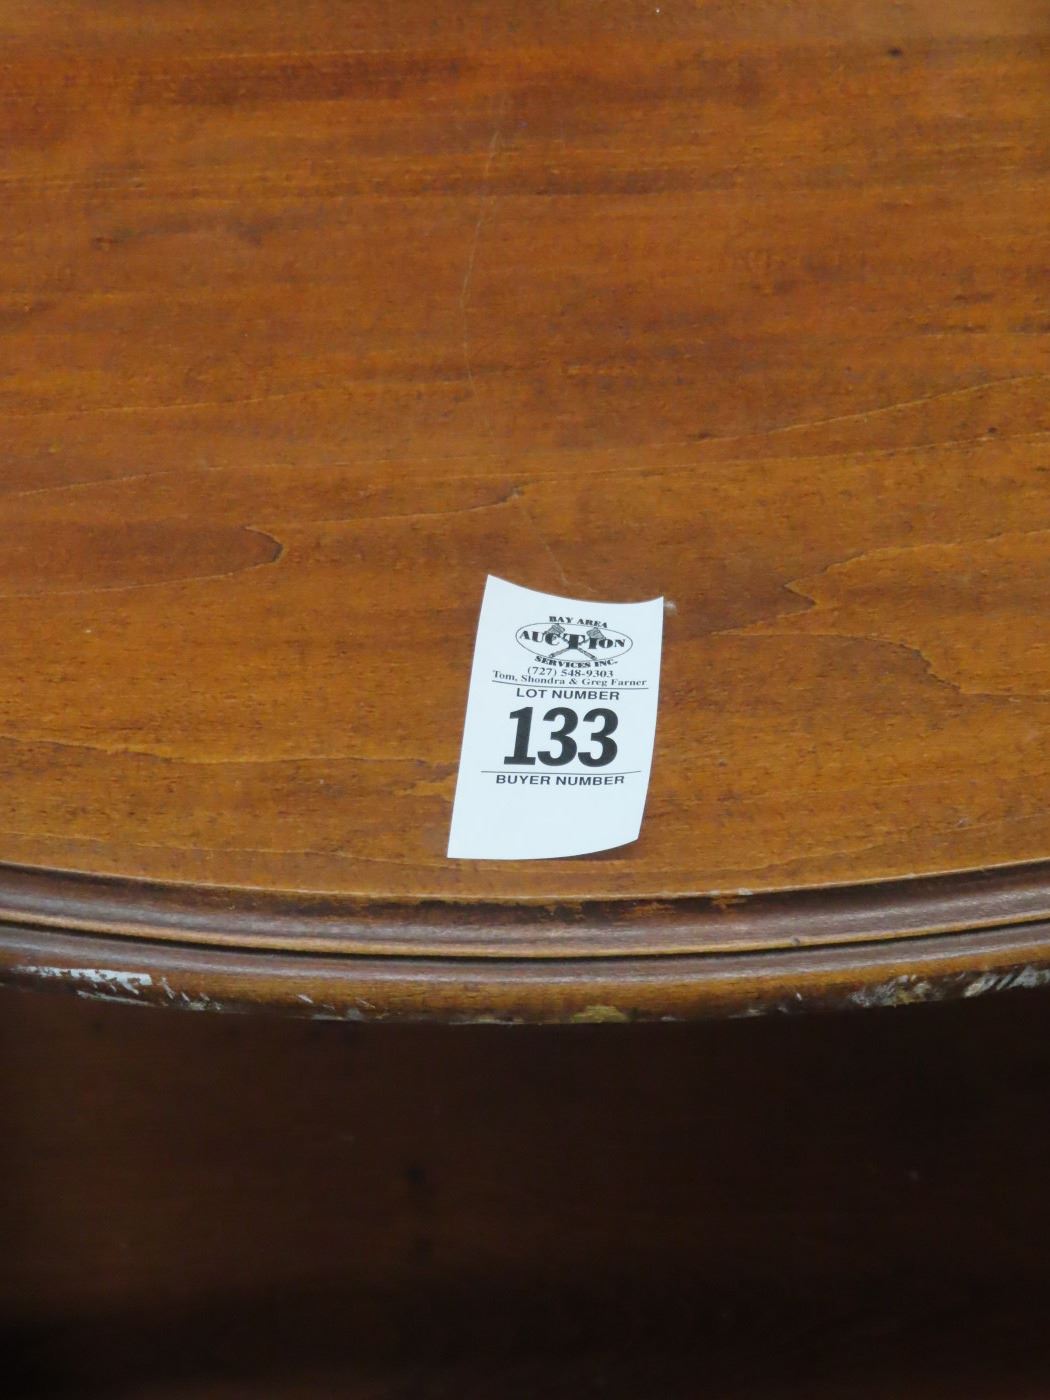 BAY AREA
AUCTION
SERVICES INC.
(727) 548-9303
Tom, Shondra & Greg Farner
LOT NUMBER
133
BUYER NUMBER